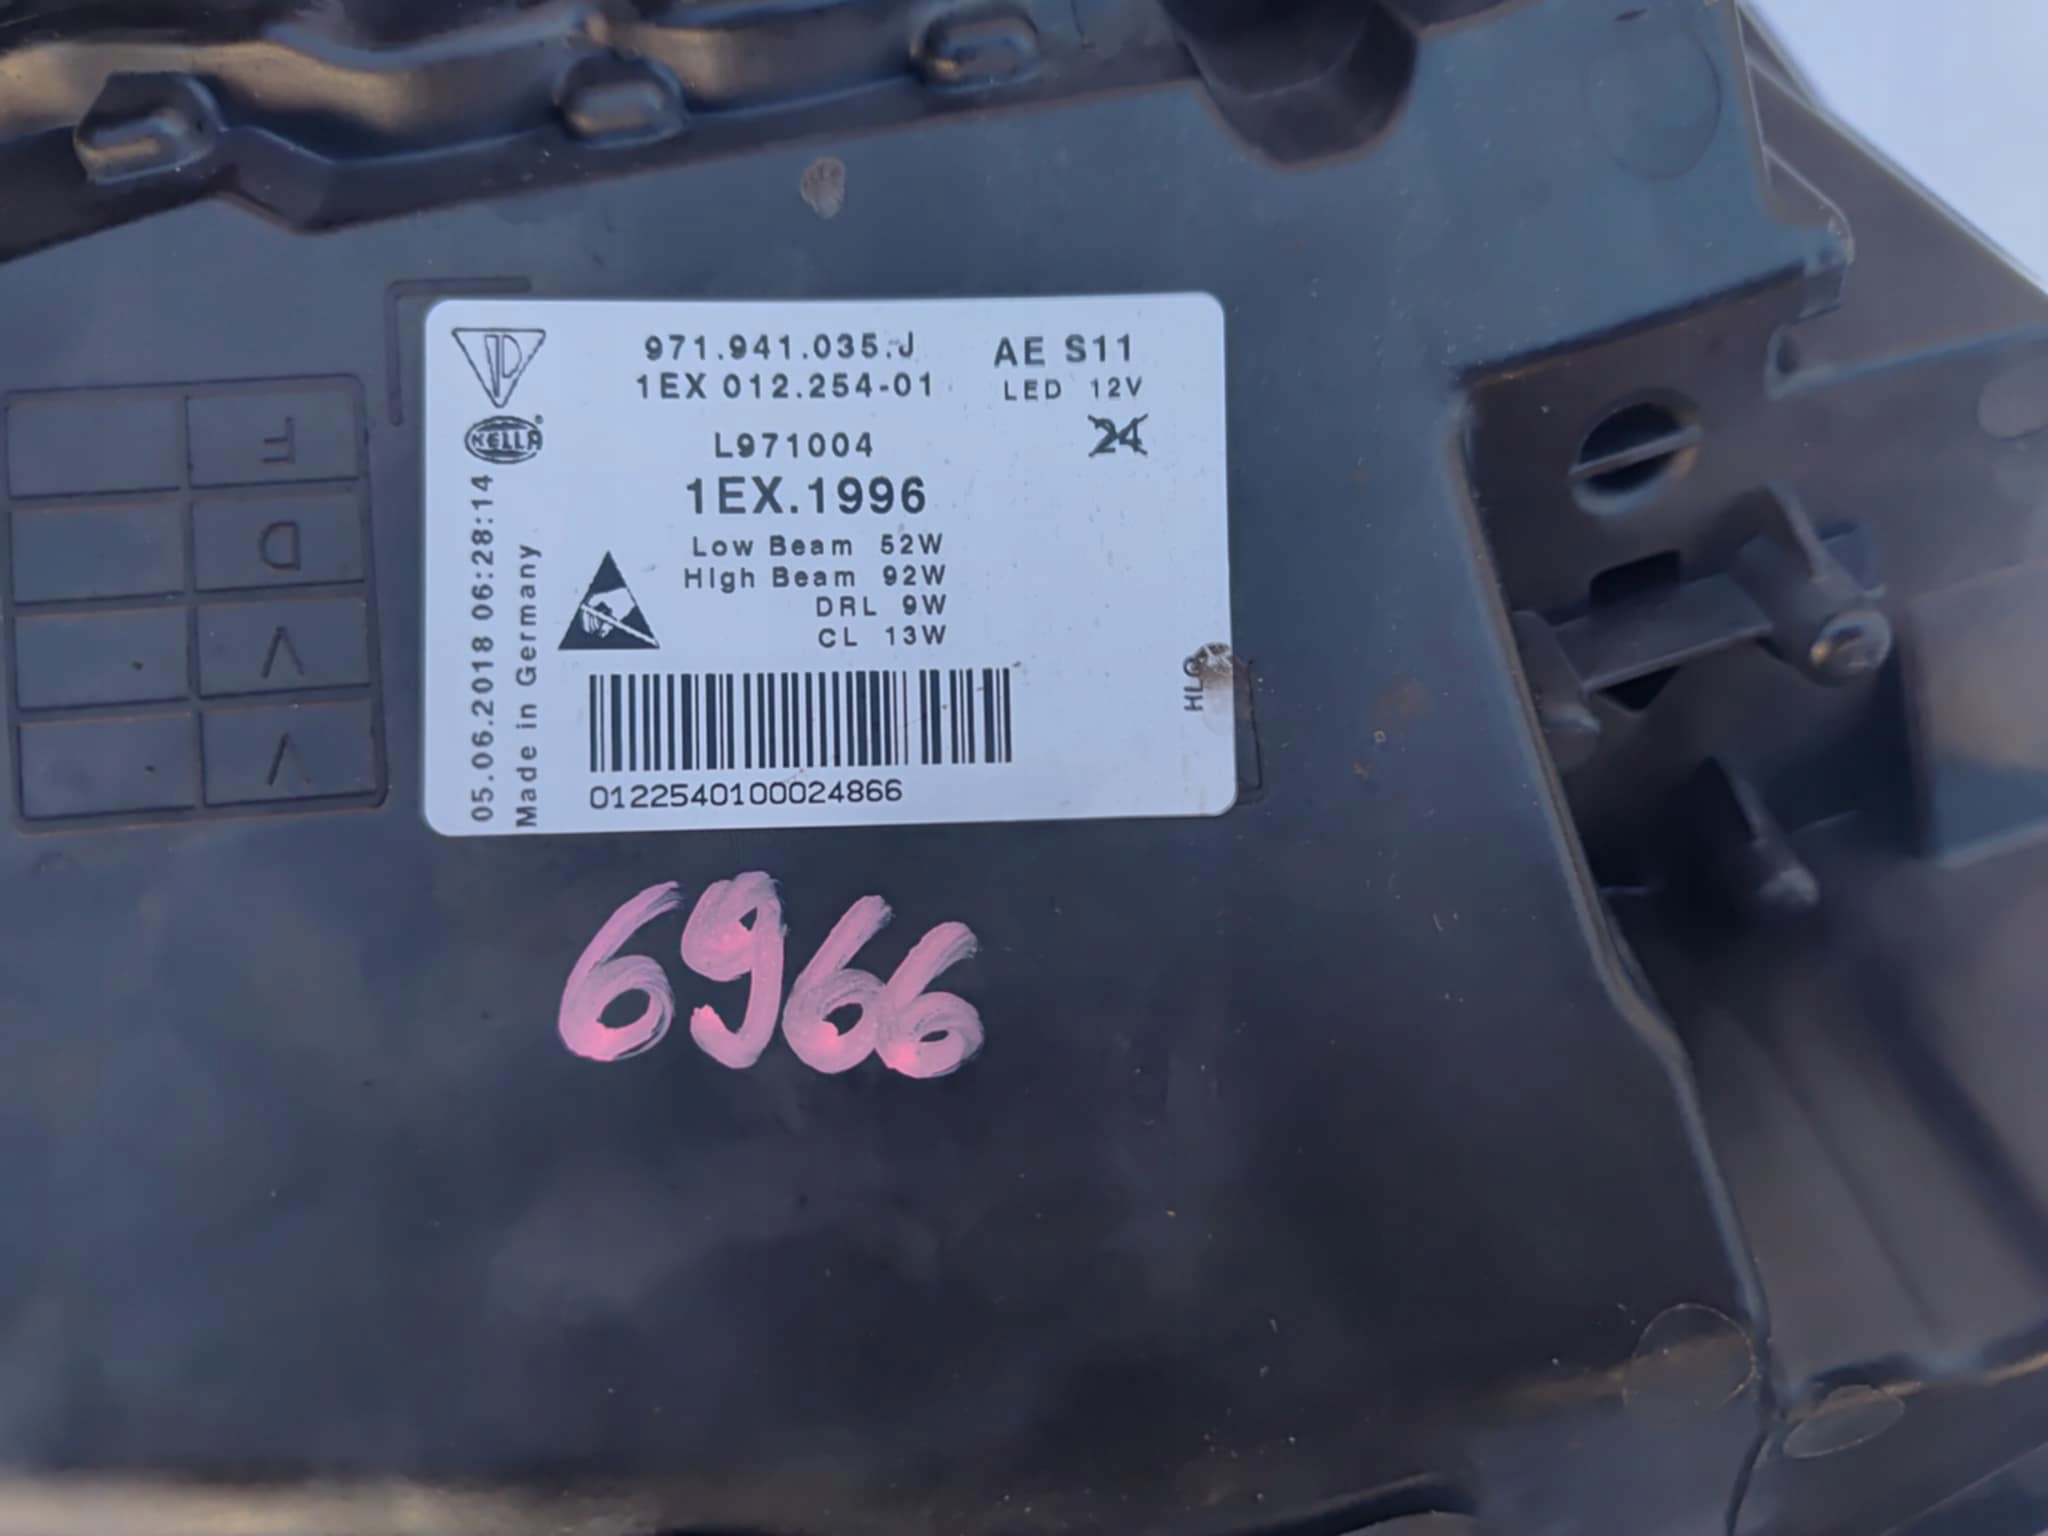 971.941.035.J
AE S11
1EX 012.254-01
LED 12V
HELLA
24
L971004
1EX.1996
Low Beam 52W
High Beam 92W
DRL 9W
CL 13W
05.06.2018 06:28:14
Made in Germany
0122540100024866
6966
F
D
V
V